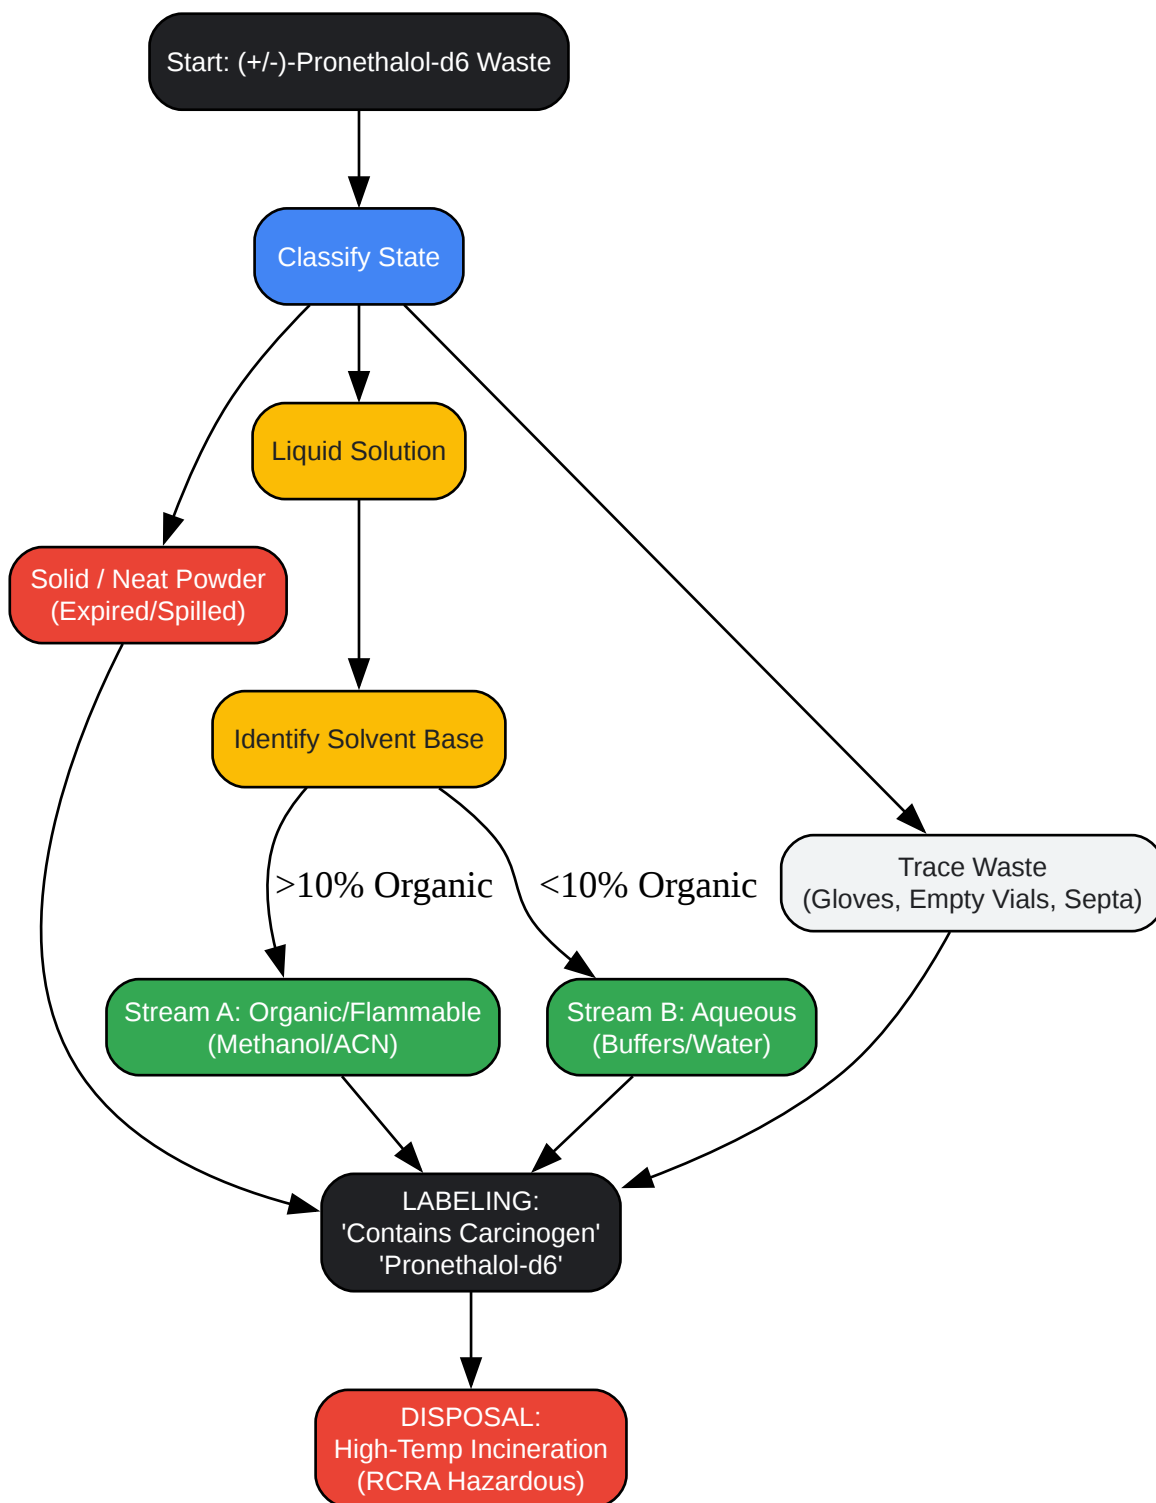 Start: (+/-)-Pronethalol-d6 Waste
Classify State
Liquid Solution
Solid / Neat Powder
(Expired/Spilled)
Identify Solvent Base
>10% Organic
<10% Organic
Trace Waste
(Gloves, Empty Vials, Septa)
Stream A: Organic/Flammable
(Methanol/ACN)
Stream B: Aqueous
(Buffers/Water)
LABELING:
'Contains Carcinogen'
'Pronethalol-d6'
DISPOSAL:
High-Temp Incineration
(RCRA Hazardous)